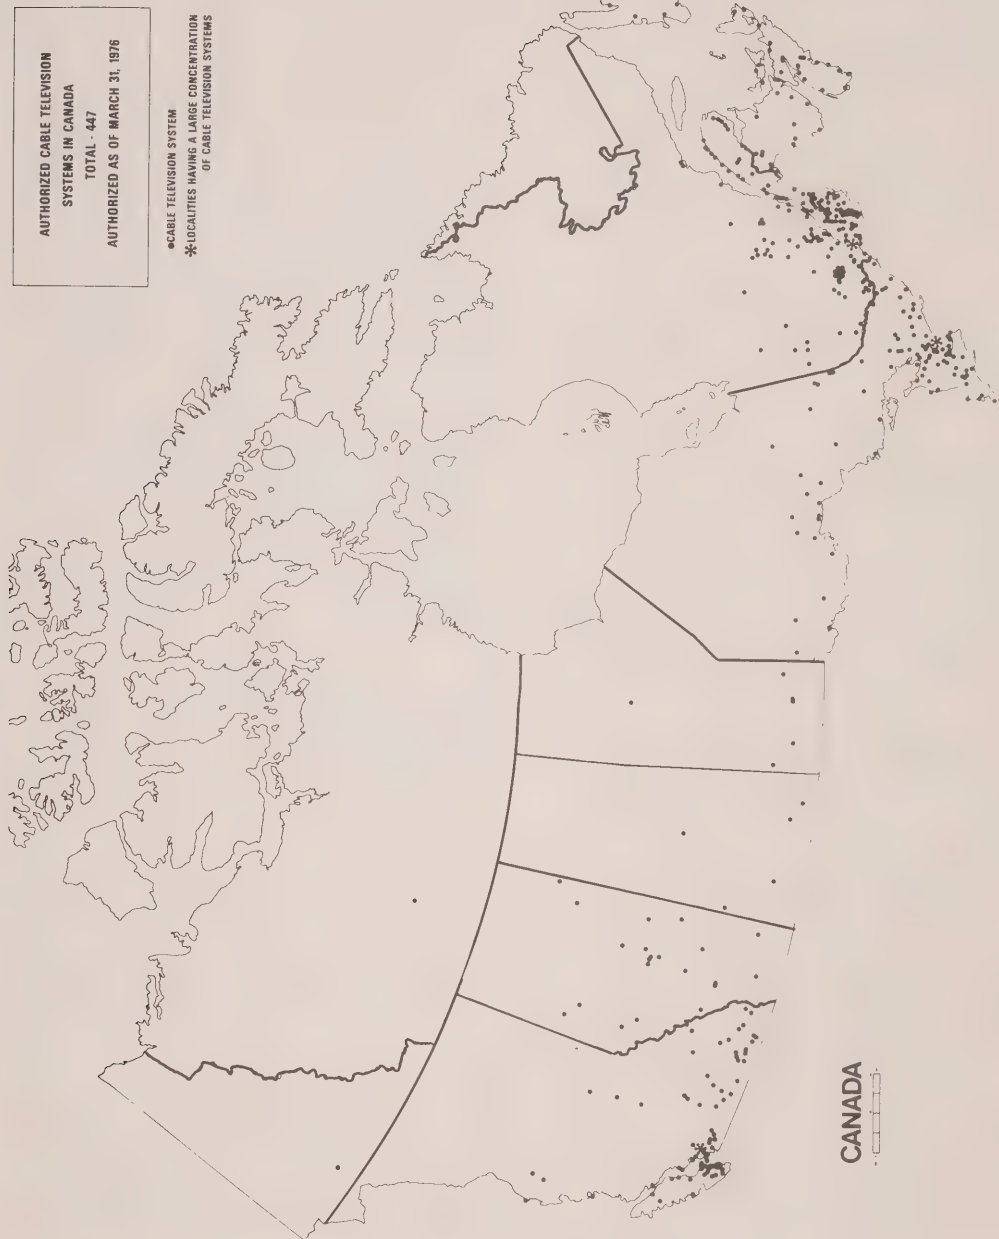 AUTHORIZED CABLE TELEVISION
SYSTEMS IN CANADA
TOTAL - 447
AUTHORIZED AS OF MARCH 31, 1976
●CABLE TELEVISION SYSTEM
*LOCALITIES HAVING A LARGE CONCENTRATION
OF CABLE TELEVISION SYSTEMS
CANADA